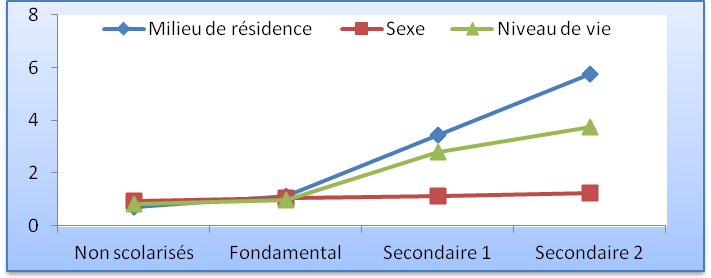 8
Milieu de résidence Sexe Niveau de vie
6
4
2
0
Non scolarisés Fondamental Secondaire 1 Secondaire 2